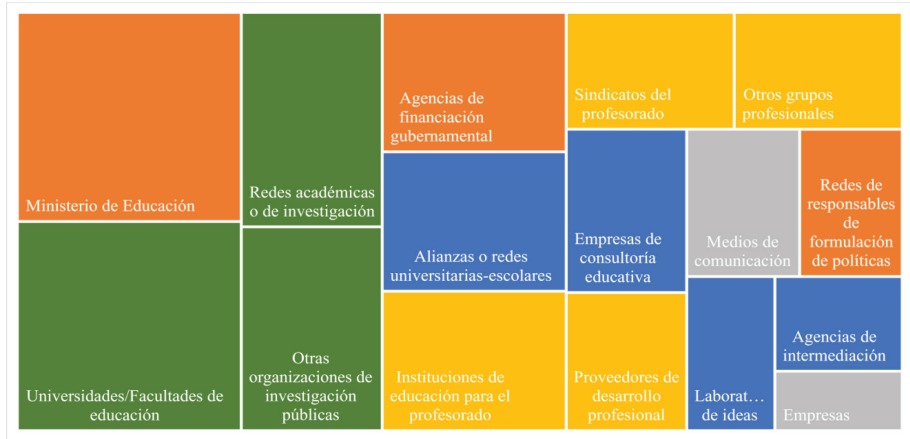 Ministerio de Educación
Universidades/Facultades de
educación
Redes académicas
o de investigación
Otras
organizaciones de
investigación
públicas
Agencias de
financiación
gubernamental
Alianzas o redes
universitarias-escolares
Instituciones de
educación para el
profesorado
Sindicatos del
profesorado
Otros grupos
profesionales
Empresas de
consultoría
educativa
Medios de
comunicación
Redes de
responsables
de
formulación
de políticas
Proveedores de
desarrollo
profesional
Laborat…
de ideas
Agencias de
intermediación
Empresas